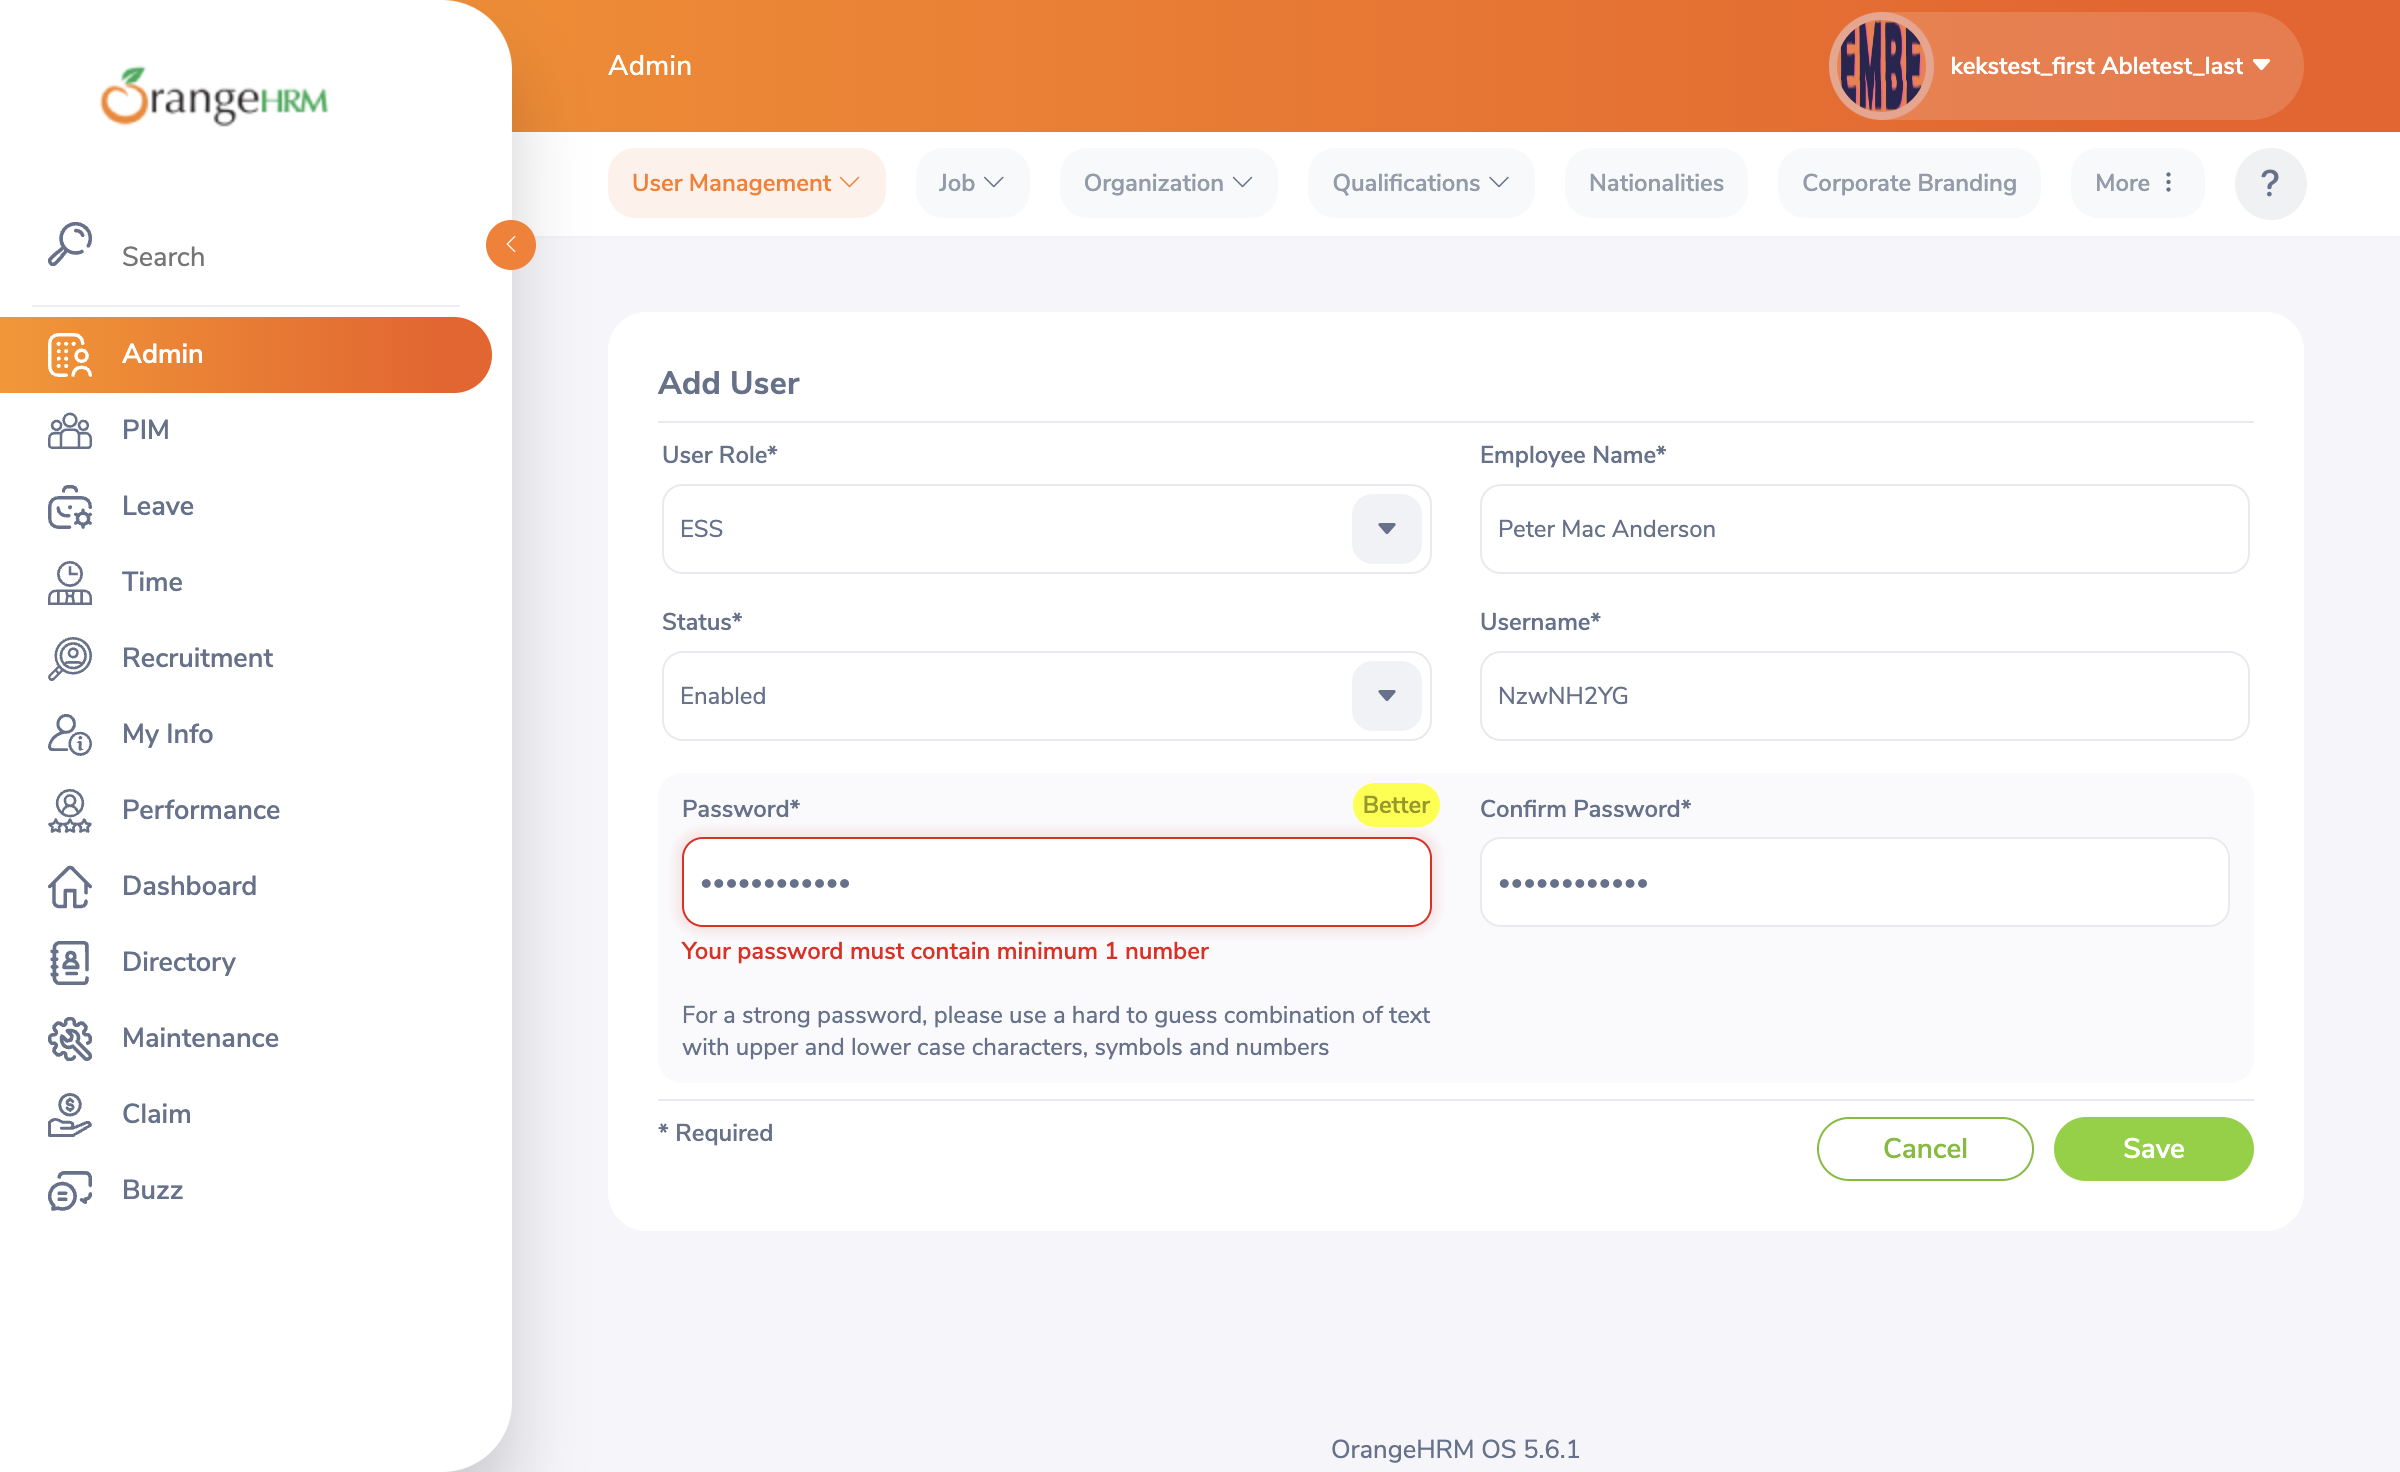 OrangeHRM
Search
Admin
PIM
Leave
Time
Recruitment
My Info
Performance
Dashboard
Directory
Maintenance
Claim
Buzz
Admin
EMBE
kekstest_first Abletest_last
User Management
Job
Organization
Qualifications
Nationalities
Corporate Branding
More
?
Add User
User Role*
ESS
Employee Name*
Peter Mac Anderson
Status*
Enabled
Username*
NzwNH2YG
Password*
Better
••••••••••••
Your password must contain minimum 1 number
For a strong password, please use a hard to guess combination of text
with upper and lower case characters, symbols and numbers
Confirm Password*
••••••••••••
* Required
Cancel
Save
OrangeHRM OS 5.6.1